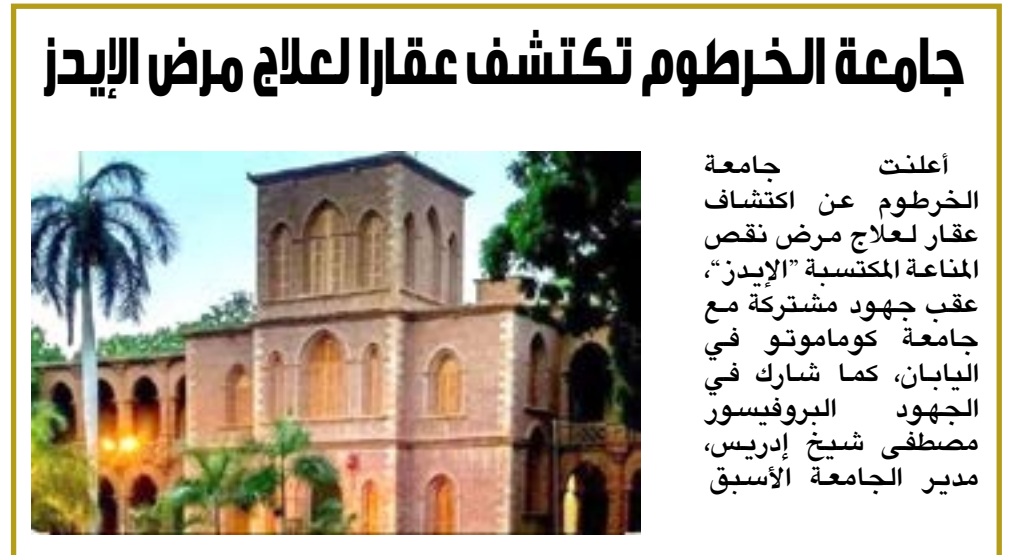 جامعة الخرطوم تكتشف عقارا لعلاج مرض الإيدز
أعلنت جامعة
الخرطوم عن اكتشاف
عقار لعلاج مرض نقص
المناعة المكتسبة "الإيدز"،
عقب جهود مشتركة مع
جامعة كوماموتو في
اليابان، كما شارك في
الجهود البروفيسور
مصطفى شيخ إدريس،
مدير الجامعة الأسبق